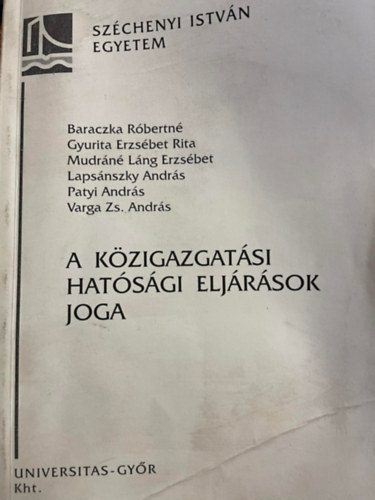 SZÉCHENYI ISTVÁN
EGYETEM
Baraczka Róbertné
Gyurita Erzsébet Rita
Mudráné Láng Erzsébet
Lapsánszky András
Patyi András
Varga Zs. András
A KÖZIGAZGATÁSI
HATÓSÁGI ELJÁRÁSOK
JOGA
UNIVERSITAS-GYŐR
Kht.